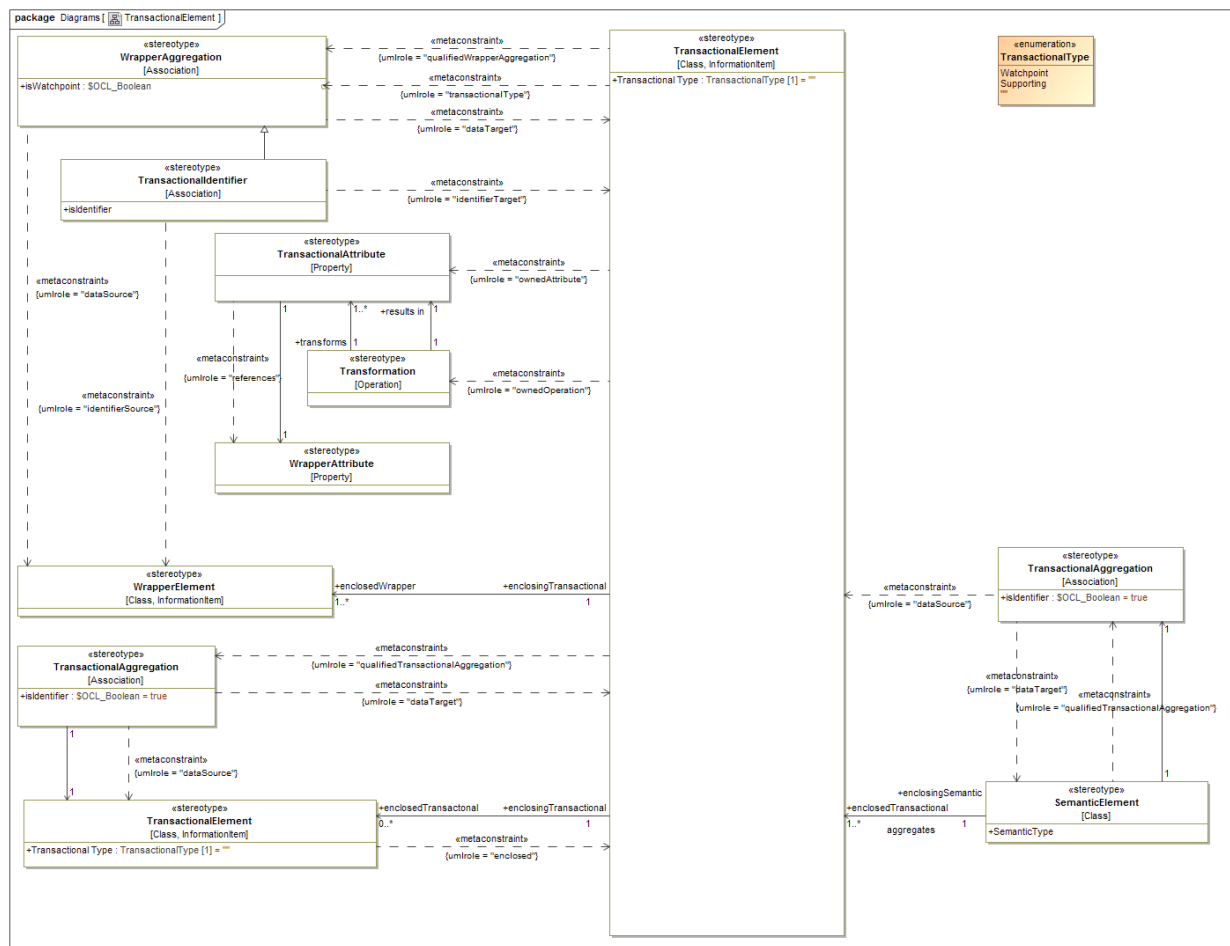 package Diagrams [ TransactionalElement ]
«stereotype»
WrapperAggregation
[Association]
+isWatchpoint : $OCL_Boolean
«metaconstraint»
{umlrole = "qualifiedWrapperAggregation"}
«metaconstraint»
{umlrole = "transactionalType"}
«metaconstraint»
{umlrole = "dataTarget"}
«stereotype»
TransactionalElement
[Class, InformationItem]
+Transactional Type : TransactionalType [1] = ""
«enumeration»
TransactionalType
Watchpoint
Supporting
""
«stereotype»
TransactionalIdentifier
[Association]
+isIdentifier
«metaconstraint»
{umlrole = "identifierTarget"}
«stereotype»
TransactionalAttribute
[Property]
«metaconstraint»
{umlrole = "ownedAttribute"}
«metaconstraint»
{umlrole = "dataSource"}
1
1..*
+results in
1
+transforms
1
1
«metaconstraint»
{umlrole = "references"}
«stereotype»
Transformation
[Operation]
«metaconstraint»
{umlrole = "ownedOperation"}
«metaconstraint»
{umlrole = "identifierSource"}
1
«stereotype»
WrapperAttribute
[Property]
«stereotype»
WrapperElement
[Class, InformationItem]
+enclosedWrapper
1..*
+enclosingTransactional
1
«metaconstraint»
{umlrole = "dataSource"}
«stereotype»
TransactionalAggregation
[Association]
+isIdentifier : $OCL_Boolean = true
1
«stereotype»
TransactionalAggregation
[Association]
+isIdentifier : $OCL_Boolean = true
1
«metaconstraint»
{umlrole = "qualifiedTransactionalAggregation"}
«metaconstraint»
{umlrole = "dataTarget"}
«metaconstraint»
{umlrole = "dataTarget"}
«metaconstraint»
{umlrole = "qualifiedTransactionalAggregation"}
«metaconstraint»
{umlrole = "dataSource"}
1
1
«stereotype»
TransactionalElement
[Class, InformationItem]
+Transactional Type : TransactionalType [1] = ""
+enclosedTransactonal
0..*
+enclosingTransactional
1
«metaconstraint»
{umlrole = "enclosed"}
+enclosingSemantic
+enclosedTransactional
1..*
1
aggregates
«stereotype»
SemanticElement
[Class]
+SemanticType